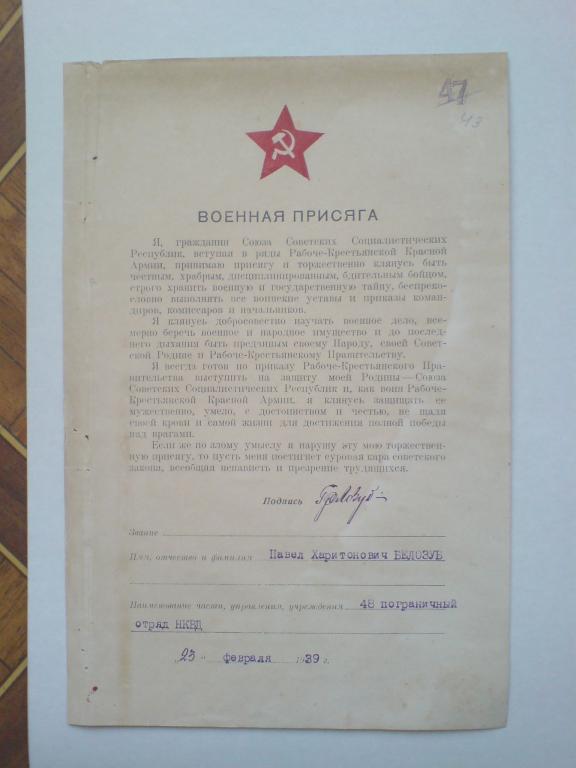 47
43
ВОЕННАЯ ПРИСЯГА
Я, гражданин Союза Советских Социалистических
Республик, вступая в ряды Рабоче-Крестьянской Красной
Армии, принимаю присягу и торжественно клянусь быть
честным, храбрым, дисциплинированным, бдительным бойцом,
строго хранить военную и государственную тайну, беспреко-
словно выполнять все воинские уставы и приказы коман-
диров, комиссаров и начальников.
Я клянусь добросовестно изучать военное дело, все-
мерно беречь военное и народное имущество и до послед-
него дыхания быть преданным своему Народу, своей Совет-
ской Родине и Рабоче-Крестьянскому Правительству.
Я всегда готов по приказу Рабоче-Крестьянского Пра-
вительства выступить на защиту моей Родины—Союза
Советских Социалистических Республик и, как воин Рабоче-
Крестьянской Красной Армии, я клянусь защищать ее
мужественно, умело, с достоинством и честью, не щадя
своей крови и самой жизни для достижения полной победы
над врагами.
Если же по злому умыслу я нарушу эту мою торжествен-
ную присягу, то пусть меня постигнет суровая кара советского
закона, всеобщая ненависть и презрение трудящихся.
Подпись
Звание
Имя, отчество и фамилия Павел Харитонович БЕЛОЗУБ
Наименование части, управления, учреждения 48 пограничный
отряд НКВД
„23" февраля 1939 г.